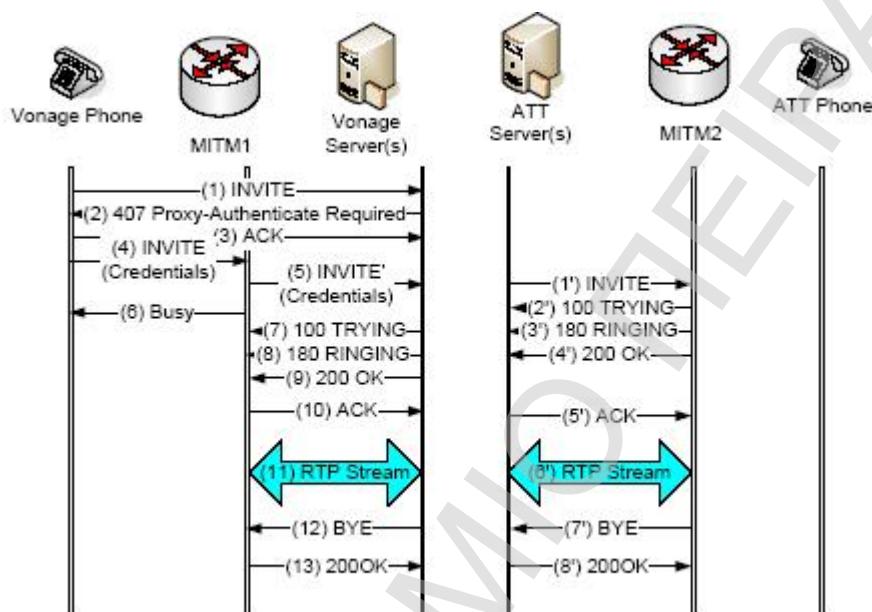 Vonage Phone
MITM1
Vonage
Server(s)
ATT
Server(s)
MITM2
ATT Phone
(1) INVITE
(2) 407 Proxy-Authenticate Required
(3) ACK
(4) INVITE
(Credentials)
(5) INVITE'
(Credentials)
(6) Busy
(7) 100 TRYING
(8) 180 RINGING
(9) 200 OK
(10) ACK
(11) RTP Stream
(12) BYE
(13) 200OK
(1') INVITE
(2') 100 TRYING
(3') 180 RINGING
(4') 200 OK
(5') ACK
(6') RTP Stream
(7') BYE
(8') 200OK
ΜΙΟ ΠΕΙΡΑ